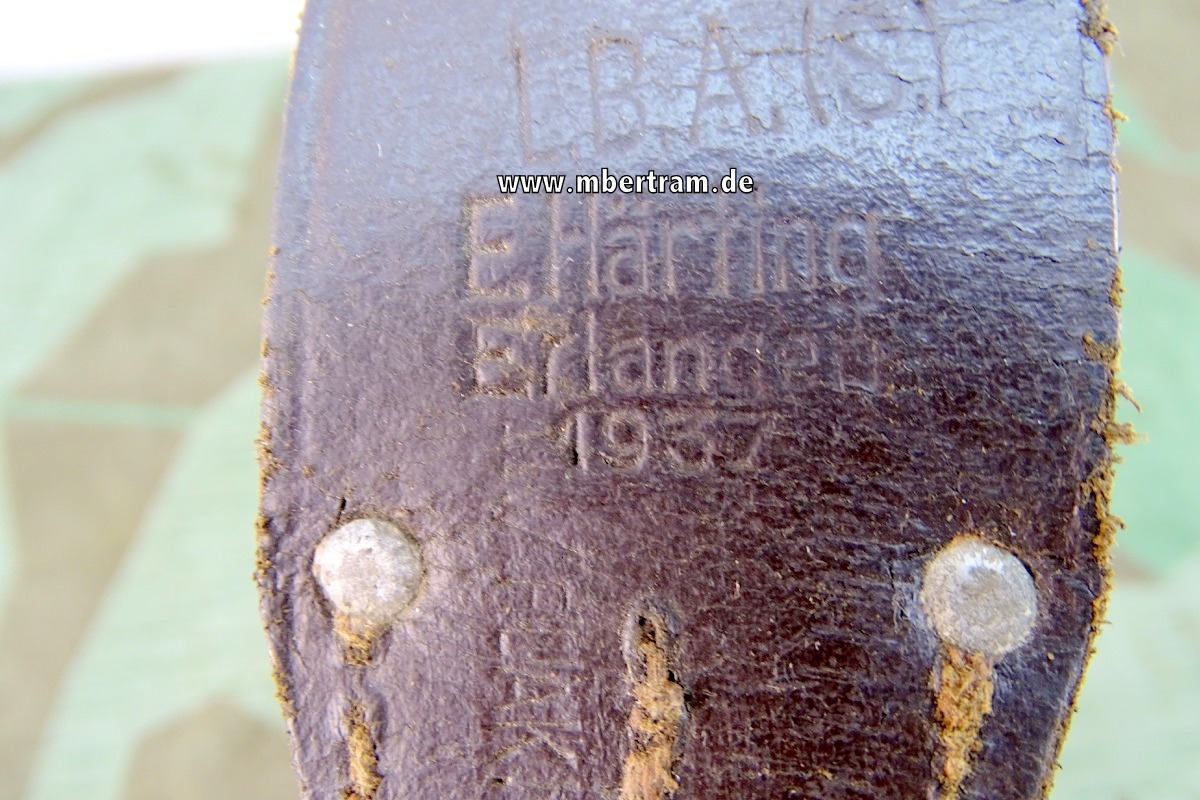 L.B.A.(S.)
www.mbertram.de
E.Härting
Erlangen
1937